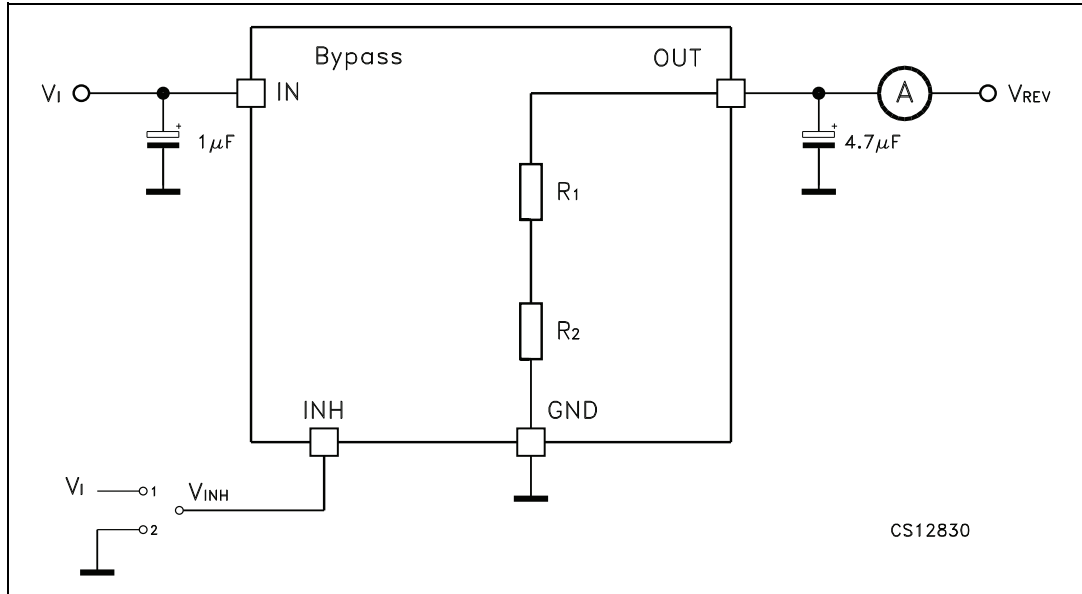 Bypass
OUT
VI
IN
A
VREV
+
1μF
+
4.7μF
R1
R2
INH
GND
VI
1
VINH
2
CS12830